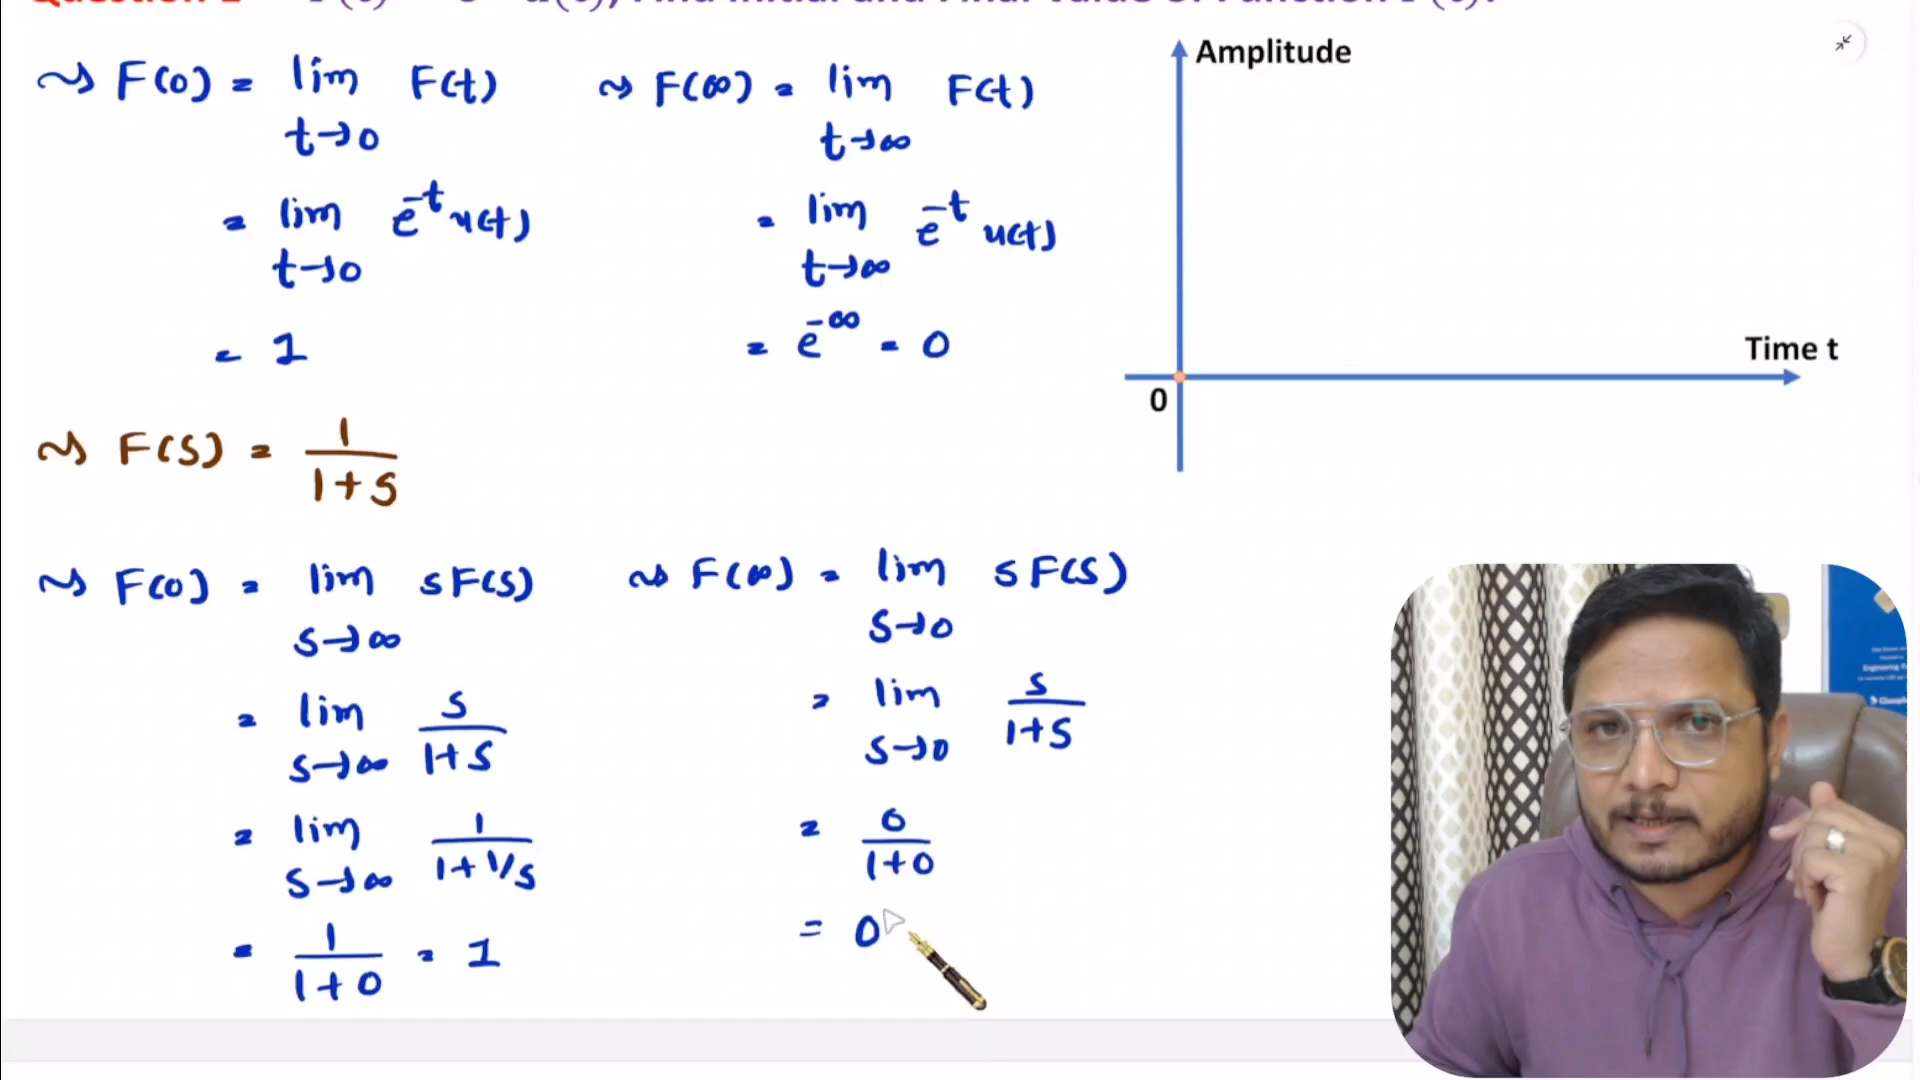 F(0) = lim F(t)
t→0
= lim e^-t u(t)
t→0
= 1
F(∞) = lim F(t)
t→∞
= lim e^-t u(t)
t→∞
= e^-∞ = 0
Amplitude
Time t
0
F(S) = 1/(1+S)
F(0) = lim SF(S)
S→∞
= lim S/(1+S)
S→∞
= lim 1/(1+1/S)
S→∞
= 1/(1+0) = 1
F(∞) = lim SF(S)
S→0
= lim S/(1+S)
S→0
= 0/(1+0)
= 0